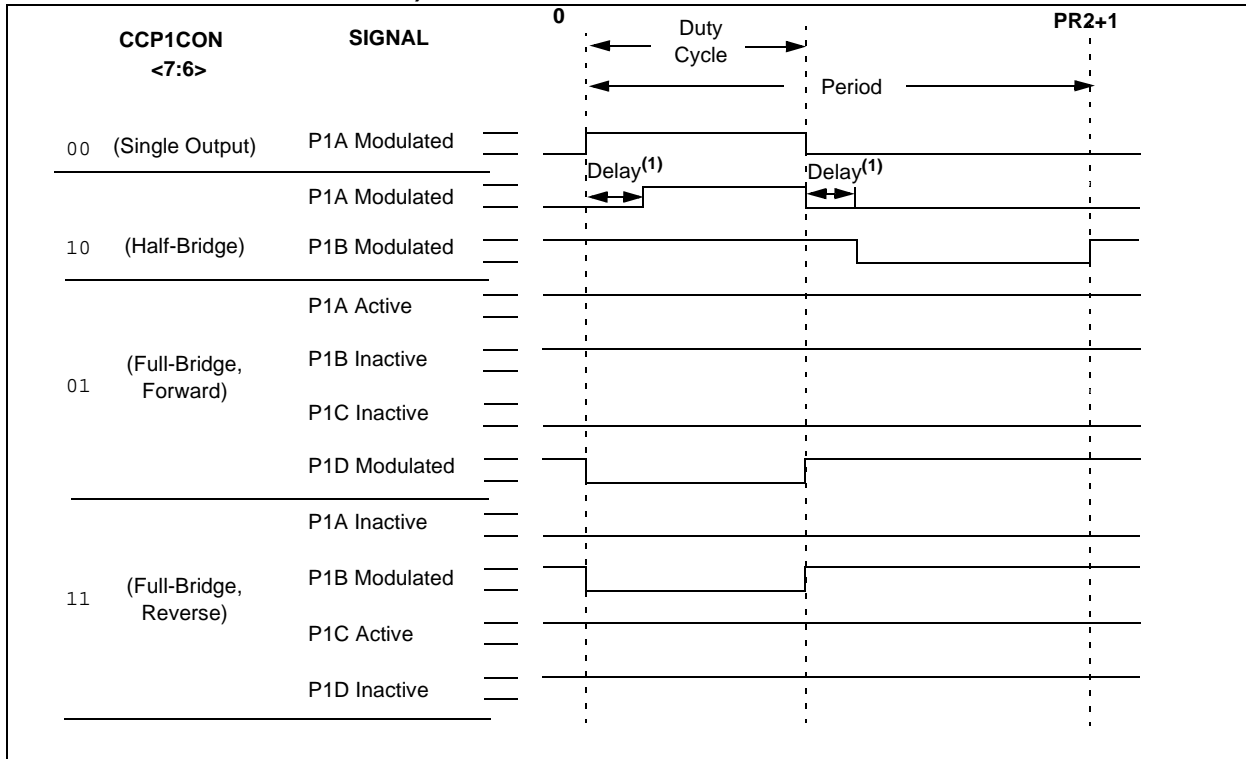 0
PR2+1
CCP1CON
<7:6>
SIGNAL
Duty
Cycle
Period
00 (Single Output) P1A Modulated
Delay(1)
Delay(1)
P1A Modulated
10 (Half-Bridge) P1B Modulated
P1A Active
01 (Full-Bridge,
Forward)
P1B Inactive
P1C Inactive
P1D Modulated
P1A Inactive
11 (Full-Bridge,
Reverse)
P1B Modulated
P1C Active
P1D Inactive